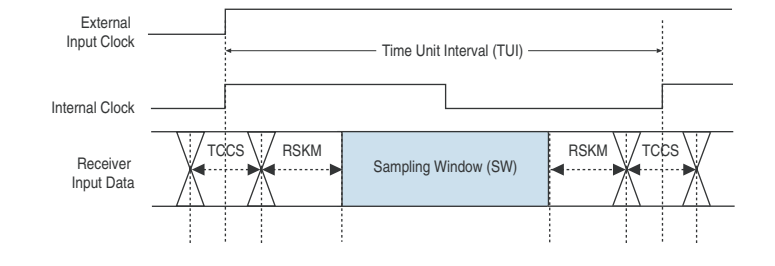 External
Input Clock
Time Unit Interval (TUI)
Internal Clock
TCCS
RSKM
Sampling Window (SW)
RSKM
TCCS
Receiver
Input Data